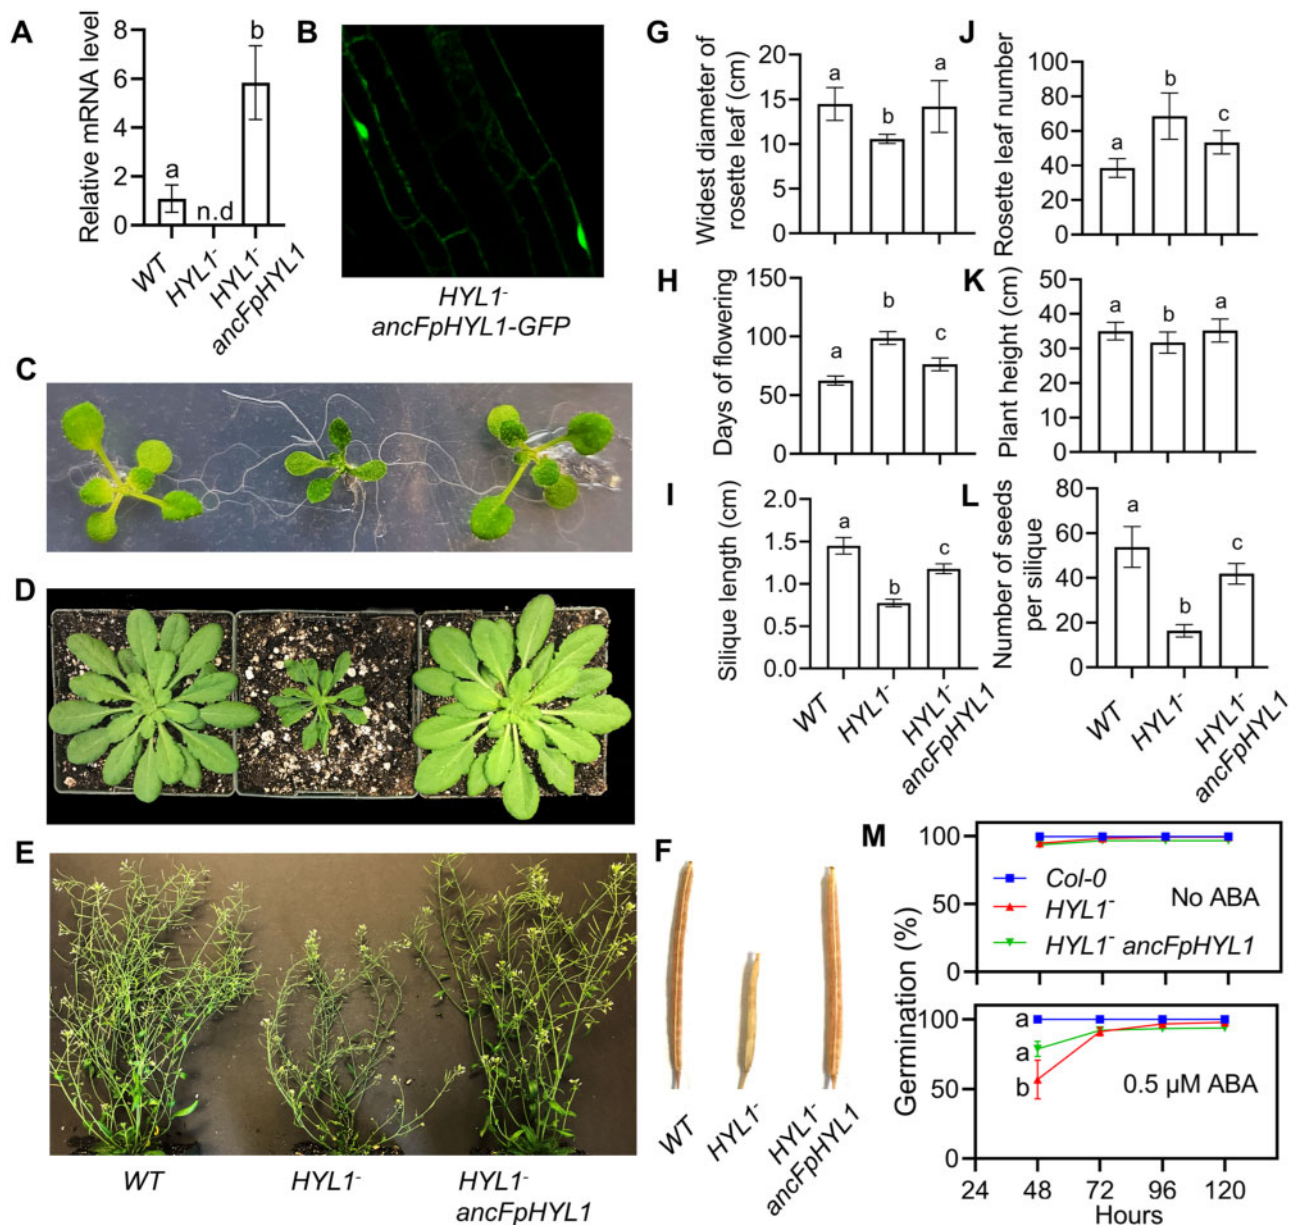 A
Relative mRNA level
8
6
4
2
0
a
n.d
b
WT
HYL1-
HYL1-
ancFpHYL1
B
HYL1-
ancFpHYL1-GFP
C
D
E
WT
HYL1-
HYL1-
ancFpHYL1
F
WT
HYL1-
HYL1-
ancFpHYL1
G
Widest diameter of
rosette leaf (cm)
20
15
10
5
0
a
b
a
H
Days of flowering
150
100
50
0
a
b
c
I
Silique length (cm)
2.0
1.5
1.0
0.5
0.0
a
b
c
WT
HYL1-
HYL1-
ancFpHYL1
J
Rosette leaf number
100
80
60
40
20
0
a
b
c
K
Plant height (cm)
50
40
30
20
10
0
a
b
a
L
Number of seeds
per silique
80
60
40
20
0
a
b
c
WT
HYL1-
HYL1-
ancFpHYL1
M
Germination (%)
100
50
0
Col-0
HYL1-
HYL1- ancFpHYL1
No ABA
100
50
0
a
a
b
0.5 µM ABA
24 48 72 96 120
Hours